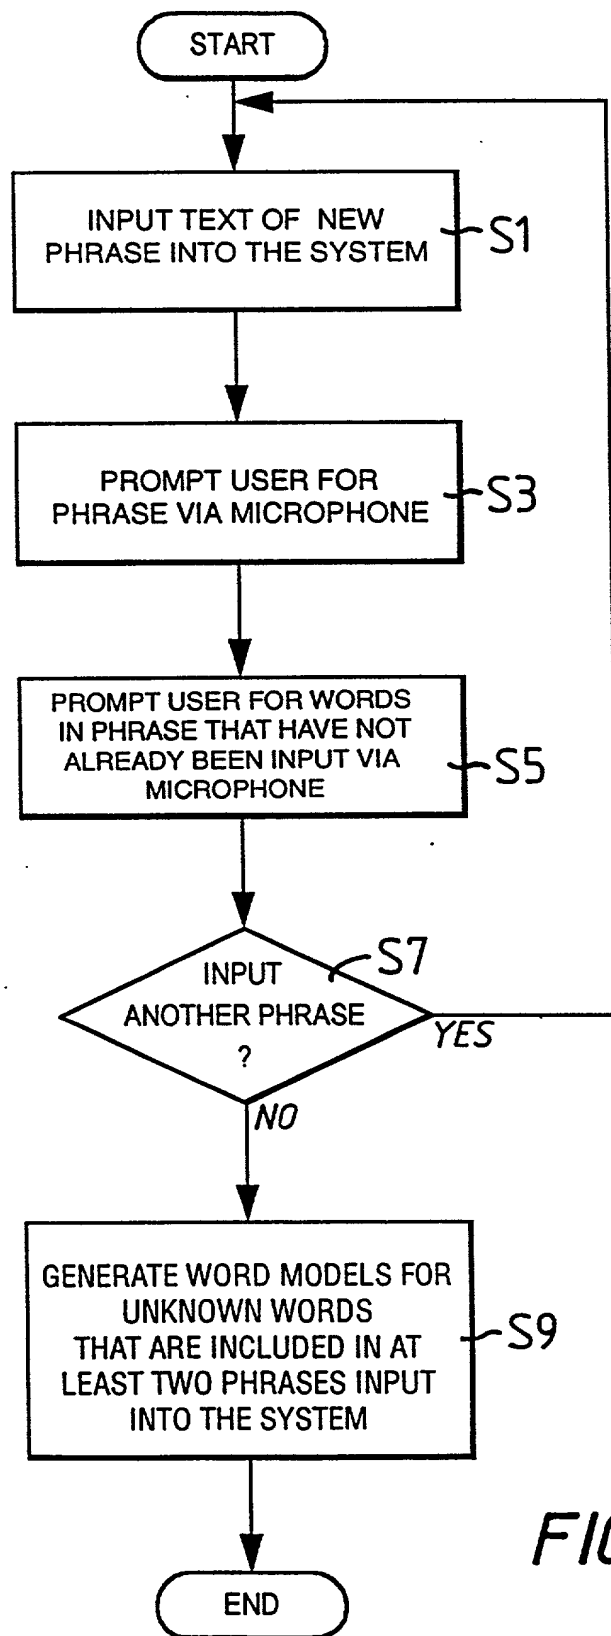 START
INPUT TEXT OF NEW
PHRASE INTO THE SYSTEM
S1
PROMPT USER FOR
PHRASE VIA MICROPHONE
S3
PROMPT USER FOR WORDS
IN PHRASE THAT HAVE NOT
ALREADY BEEN INPUT VIA
MICROPHONE
S5
S7
INPUT
ANOTHER PHRASE
?
YES
NO
GENERATE WORD MODELS FOR
UNKNOWN WORDS
THAT ARE INCLUDED IN AT
LEAST TWO PHRASES INPUT
INTO THE SYSTEM
S9
END